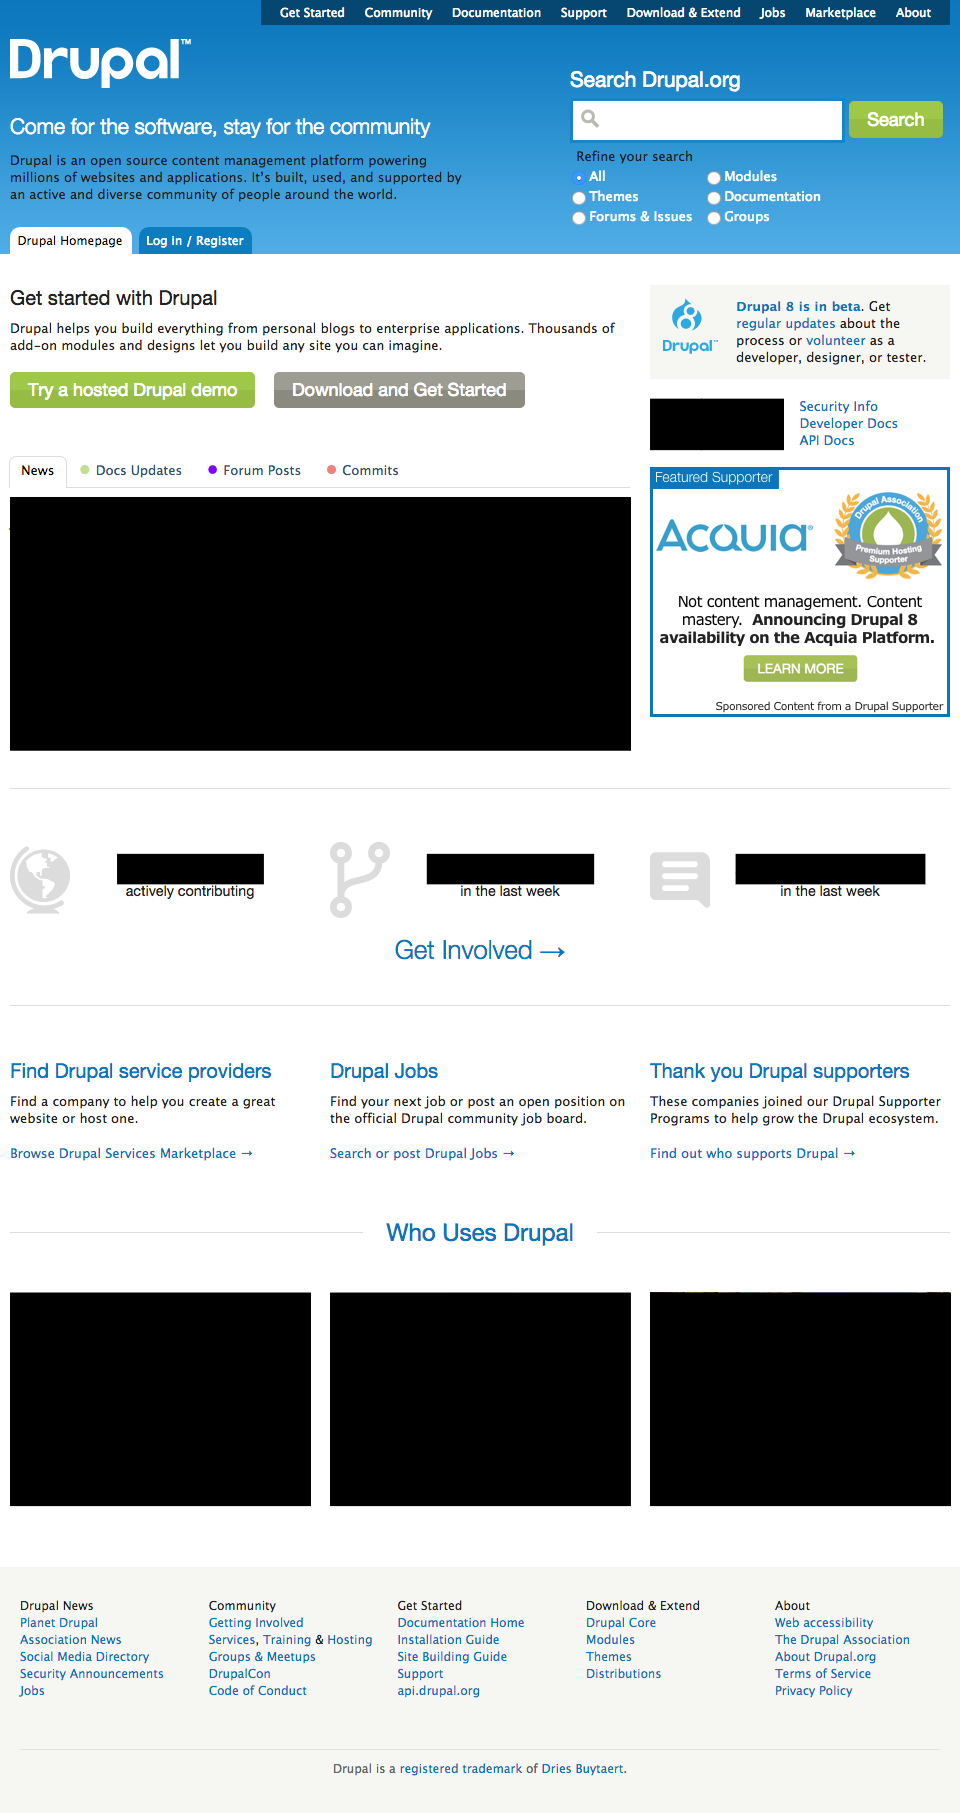 Get Started Community Documentation Support Download & Extend Jobs Marketplace About
Drupal™
Search Drupal.org
Search
Come for the software, stay for the community
Drupal is an open source content management platform powering
millions of websites and applications. It's built, used, and supported by
an active and diverse community of people around the world.
Refine your search
All Modules
Themes Documentation
Forums & Issues Groups
Drupal Homepage Log in / Register
Get started with Drupal
Drupal helps you build everything from personal blogs to enterprise applications. Thousands of
add-on modules and designs let you build any site you can imagine.
Try a hosted Drupal demo Download and Get Started
Drupal™
Drupal 8 is in beta. Get
regular updates about the
process or volunteer as a
developer, designer, or tester.
Security Info
Developer Docs
API Docs
News Docs Updates Forum Posts Commits
Featured Supporter
Acquia®
Drupal Association
Premium Hosting
Supporter
Not content management. Content
mastery. Announcing Drupal 8
availability on the Acquia Platform.
LEARN MORE
Sponsored Content from a Drupal Supporter
actively contributing
in the last week
in the last week
Get Involved →
Find Drupal service providers
Find a company to help you create a great
website or host one.
Browse Drupal Services Marketplace →
Drupal Jobs
Find your next job or post an open position on
the official Drupal community job board.
Search or post Drupal Jobs →
Thank you Drupal supporters
These companies joined our Drupal Supporter
Programs to help grow the Drupal ecosystem.
Find out who supports Drupal →
Who Uses Drupal
Drupal News
Planet Drupal
Association News
Social Media Directory
Security Announcements
Jobs
Community
Getting Involved
Services, Training & Hosting
Groups & Meetups
DrupalCon
Code of Conduct
Get Started
Documentation Home
Installation Guide
Site Building Guide
Support
api.drupal.org
Download & Extend
Drupal Core
Modules
Themes
Distributions
About
Web accessibility
The Drupal Association
About Drupal.org
Terms of Service
Privacy Policy
Drupal is a registered trademark of Dries Buytaert.